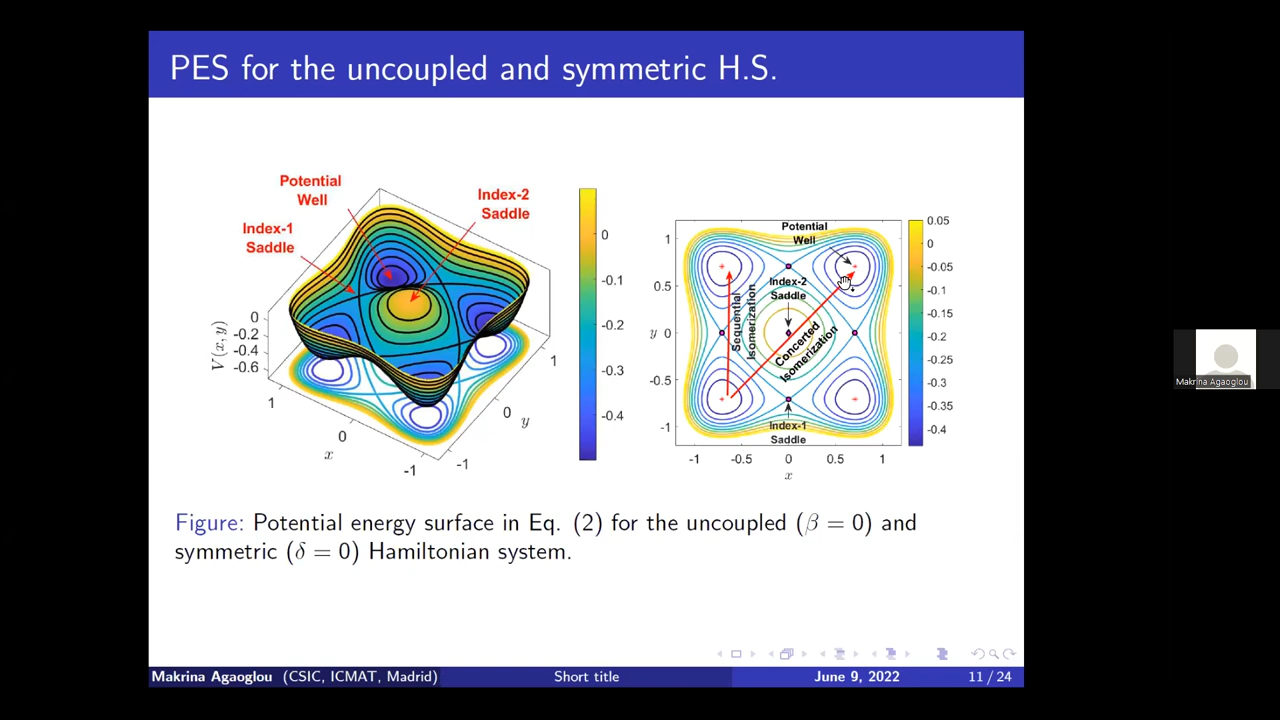 PES for the uncoupled and symmetric H.S.
Potential
Well
Index-2
Saddle
Index-1
Saddle
0
-0.2
-0.4
-0.6
V(x, y)
1
0
-1
x
1
0
-1
y
0
-0.1
-0.2
-0.3
-0.4
1
0.5
0
-0.5
-1
y
-1
-0.5
0
0.5
1
x
Potential
Well
Index-2
Saddle
Sequential
Isomerization
Concerted
Isomerization
Index-1
Saddle
0.05
0
-0.05
-0.1
-0.15
-0.2
-0.25
-0.3
-0.35
-0.4
Figure: Potential energy surface in Eq. (2) for the uncoupled (β = 0) and
symmetric (δ = 0) Hamiltonian system.
Makrina Agaoglou (CSIC, ICMAT, Madrid)
Short title
June 9, 2022
11 / 24
Makrina Agaoglou